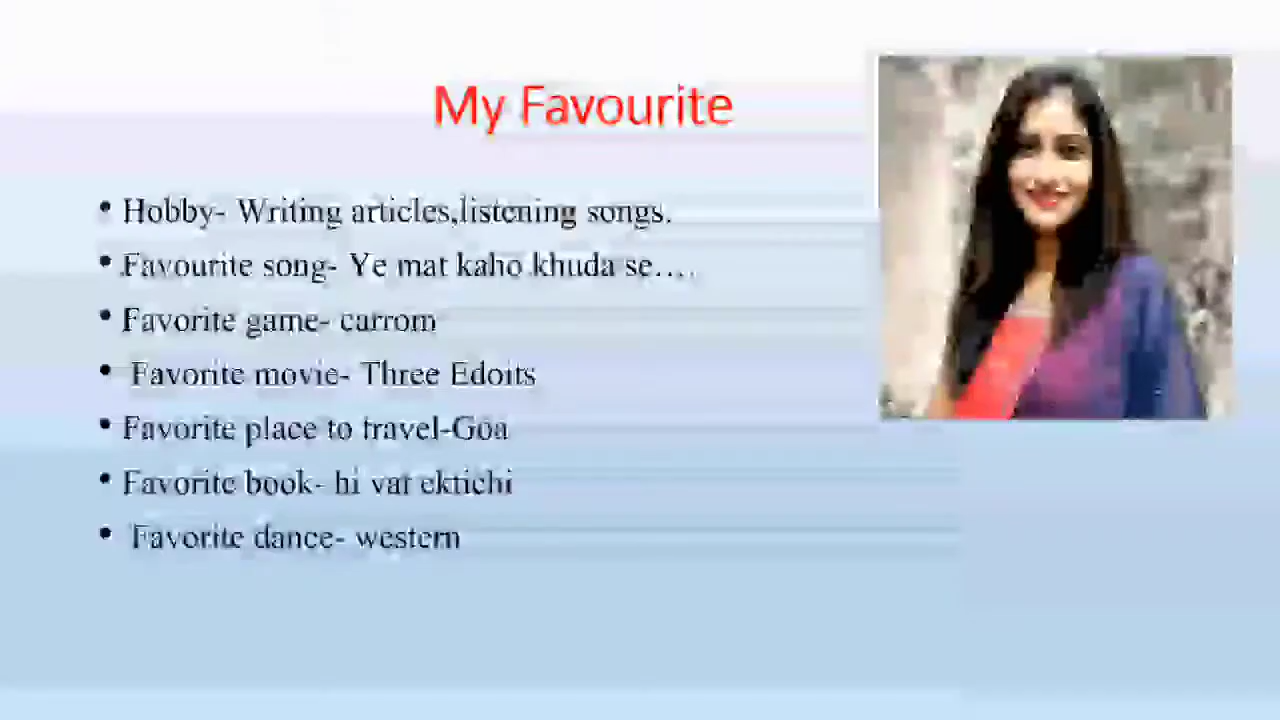 My Favourite
• Hobby- Writing articles,listening songs.
• Favourite song- Ye mat kaho khuda se....
• Favorite game- carrom
• Favorite movie- Three Edoits
• Favorite place to travel-Goa
• Favorite book- hi vat ektichi
• Favorite dance- western